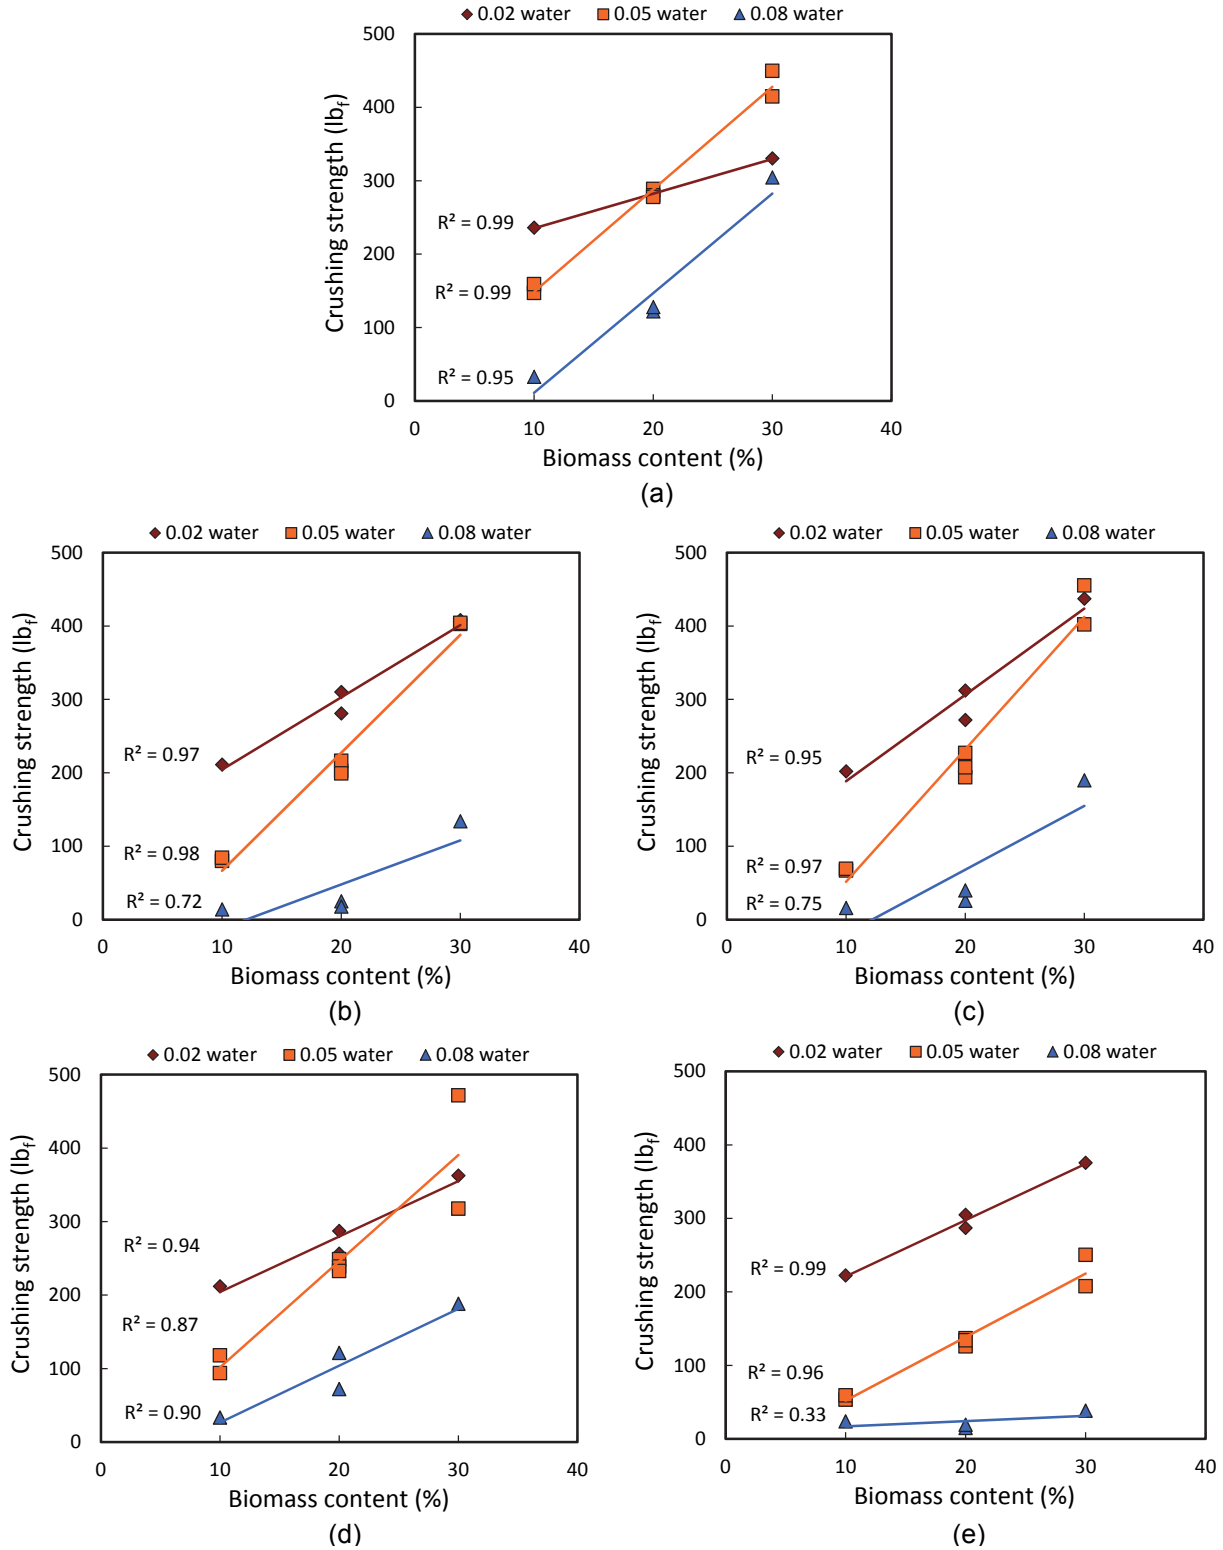 0.02 water 0.05 water 0.08 water
500
400
300
200
100
0
Crushing strength (lbf)
R² = 0.99
R² = 0.99
R² = 0.95
0 10 20 30 40
Biomass content (%)
(a)
0.02 water 0.05 water 0.08 water
500
400
300
200
100
0
Crushing strength (lbf)
R² = 0.97
R² = 0.98
R² = 0.72
0 10 20 30 40
Biomass content (%)
(b)
0.02 water 0.05 water 0.08 water
500
400
300
200
100
0
Crushing strength (lbf)
R² = 0.95
R² = 0.97
R² = 0.75
0 10 20 30 40
Biomass content (%)
(c)
0.02 water 0.05 water 0.08 water
500
400
300
200
100
0
Crushing strength (lbf)
R² = 0.94
R² = 0.87
R² = 0.90
0 10 20 30 40
Biomass content (%)
(d)
0.02 water 0.05 water 0.08 water
500
400
300
200
100
0
Crushing strength (lbf)
R² = 0.99
R² = 0.96
R² = 0.33
0 10 20 30 40
Biomass content (%)
(e)